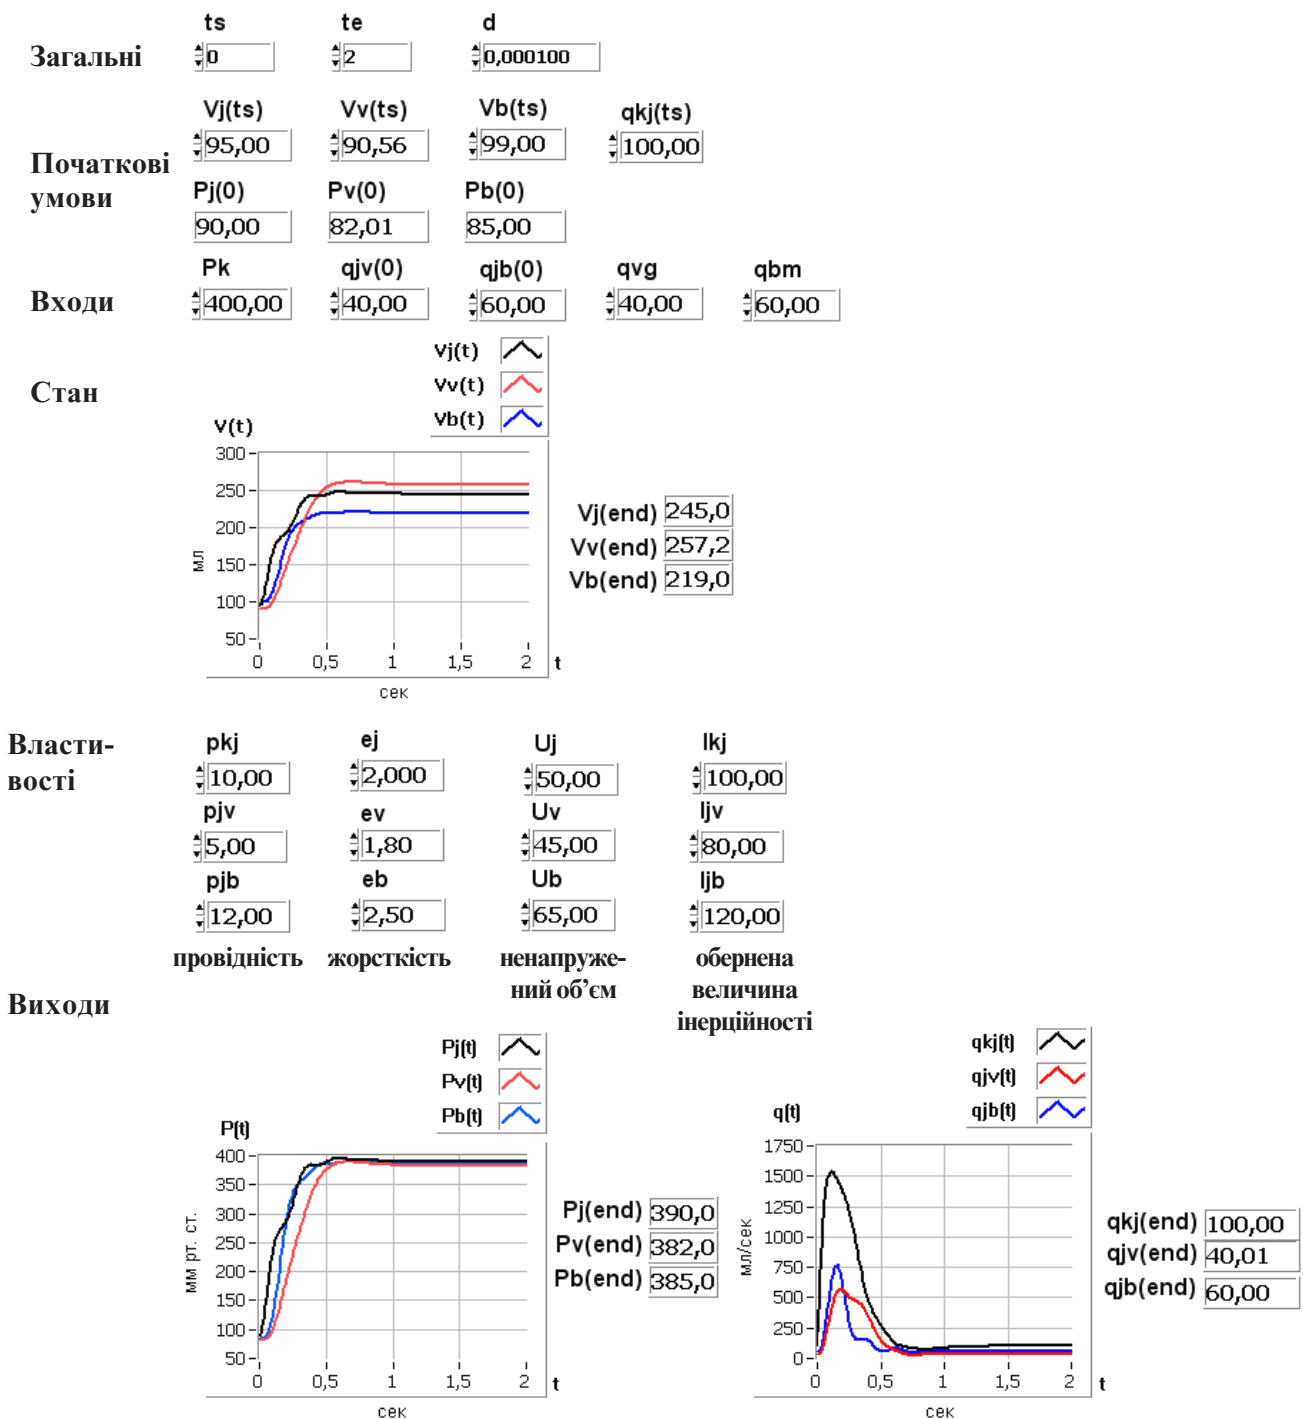 ts te d
Загальні 0 2 0,000100
Vj(ts) Vv(ts) Vb(ts) qkj(ts)
95,00 90,56 99,00 100,00
Початкові
умови
Pj(0) Pv(0) Pb(0)
90,00 82,01 85,00
Pk qjv(0) qjb(0) qvg qbm
Входи 400,00 40,00 60,00 40,00 60,00
Стан
Vj(t)
Vv(t)
Vb(t)
V(t)
300
250
200
150
100
50
мл
0 0,5 1 1,5 2 t
сек
Vj(end) 245,0
Vv(end) 257,2
Vb(end) 219,0
Власти-
вості
pkj ej Uj Ikj
10,00 2,000 50,00 100,00
pjv ev Uv Ijv
5,00 1,80 45,00 80,00
pjb eb Ub Ijb
12,00 2,50 65,00 120,00
провідність жорсткість ненапруже- обернена
ний об’єм величина
інерційності
Виходи
Pj(t)
Pv(t)
Pb(t)
P(t)
400
350
300
250
200
150
100
50
мм рт. ст.
0 0,5 1 1,5 2 t
сек
Pj(end) 390,0
Pv(end) 382,0
Pb(end) 385,0
qkj(t)
qjv(t)
qjb(t)
q(t)
1750
1500
1250
1000
750
500
250
0
мл/сек
0 0,5 1 1,5 2 t
сек
qkj(end) 100,00
qjv(end) 40,01
qjb(end) 60,00